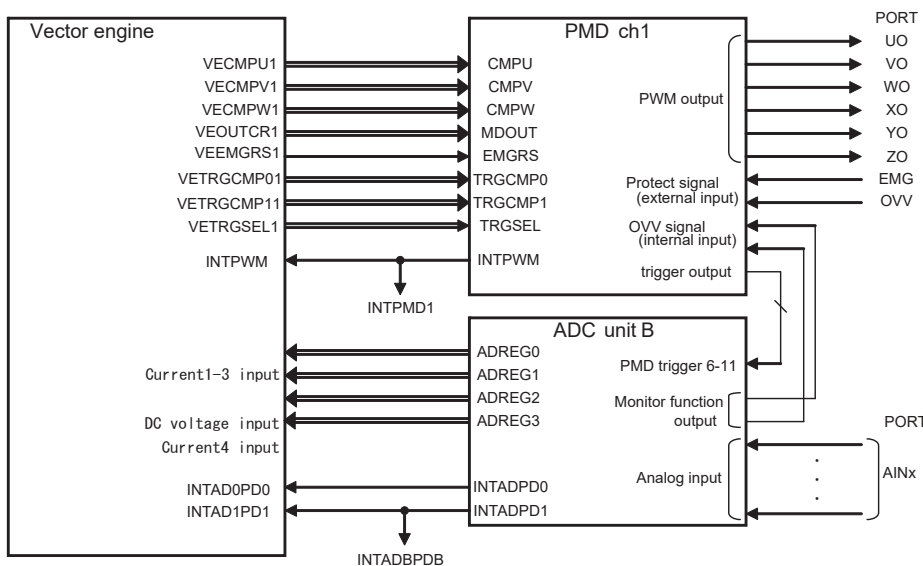 Vector engine
VECMPU1
VECMPV1
VECMPW1
VEOUTCR1
VEEMGRS1
VETRGCMP01
VETRGCMP11
VETRGSEL1
INTPWM
Current1-3 input
DC voltage input
Current4 input
INTAD0PD0
INTAD1PD1
INTPMD1
INTADBPDB
PMD ch1
CMPU
CMPV
CMPW
MDOUT
EMGRS
TRGCMP0
TRGCMP1
TRGSEL
INTPWM
PWM output
Protect signal
(external input)
OVV signal
(internal input)
trigger output
ADC unit B
ADREG0
ADREG1
ADREG2
ADREG3
INTADPD0
INTADPD1
PMD trigger 6-11
Monitor function
output
Analog input
PORT
UO
VO
WO
XO
YO
ZO
EMG
OVV
PORT
AINx